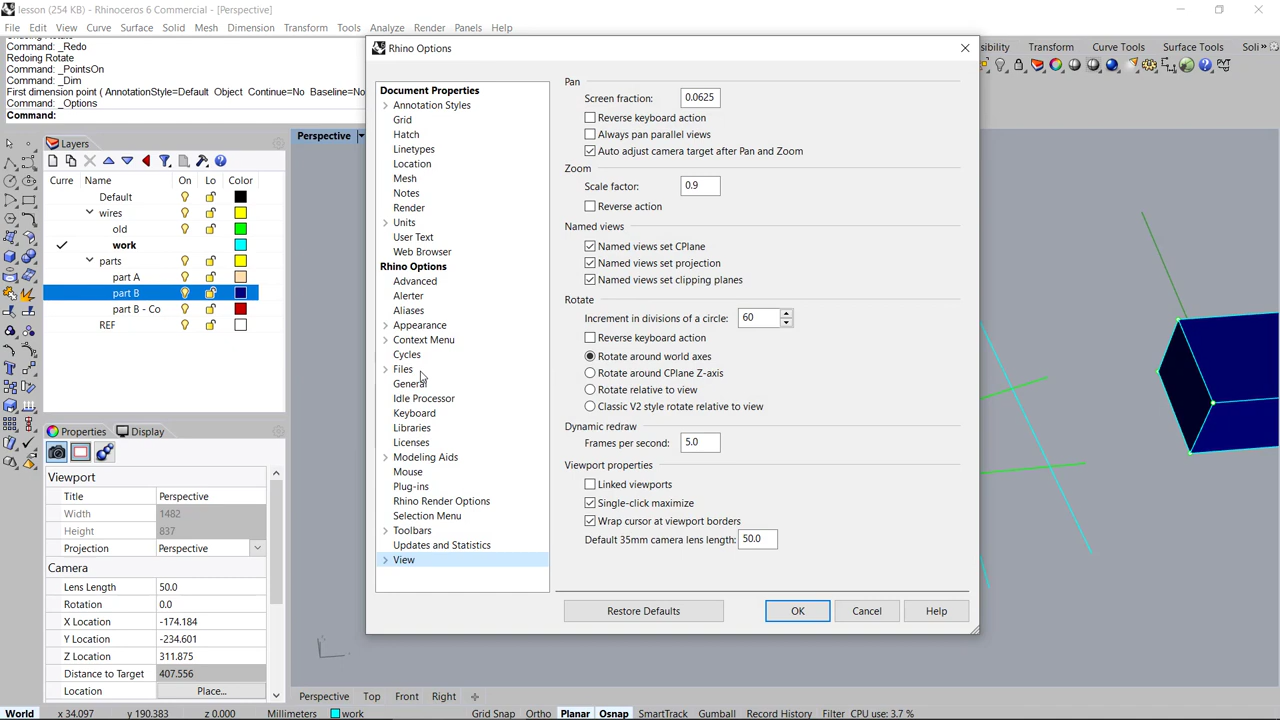 lesson (254 KB) - Rhinoceros 6 Commercial - [Perspective]
File Edit View Curve Surface Solid Mesh Dimension Transform Tools Analyze Render Panels Help
Command: _Redo
Redoing Rotate
Command: _PointsOn
Command: _Dim
First dimension point ( AnnotationStyle=Default Object Continue=No Baseline=No
Command: _Options
Command:
Transform Curve Tools Surface Tools
Layers
Curre Name On Lo Color
Default
wires
old
work
parts
part A
part B
part B - Co
REF
Properties Display
Viewport
Title Perspective
Width 1482
Height 837
Projection Perspective
Camera
Lens Length 50.0
Rotation 0.0
X Location -174.184
Y Location -234.601
Z Location 311.875
Distance to Target 407.556
Location Place...
Perspective
Rhino Options
Document Properties
Annotation Styles
Grid
Hatch
Linetypes
Location
Mesh
Notes
Render
Units
User Text
Web Browser
Rhino Options
Advanced
Alerter
Aliases
Appearance
Context Menu
Cycles
Files
General
Idle Processor
Keyboard
Libraries
Licenses
Modeling Aids
Mouse
Plug-ins
Rhino Render Options
Selection Menu
Toolbars
Updates and Statistics
View
Pan
Screen fraction: 0.0625
Reverse keyboard action
Always pan parallel views
Auto adjust camera target after Pan and Zoom
Zoom
Scale factor: 0.9
Reverse action
Named views
Named views set CPlane
Named views set projection
Named views set clipping planes
Rotate
Increment in divisions of a circle: 60
Reverse keyboard action
Rotate around world axes
Rotate around CPlane Z-axis
Rotate relative to view
Classic V2 style rotate relative to view
Dynamic redraw
Frames per second: 5.0
Viewport properties
Linked viewports
Single-click maximize
Wrap cursor at viewport borders
Default 35mm camera lens length: 50.0
Restore Defaults OK Cancel Help
Perspective Top Front Right
World x 34.097 y 190.383 z 0.000 Millimeters work Grid Snap Ortho Planar Osnap SmartTrack Gumball Record History Filter CPU use: 3.7 %